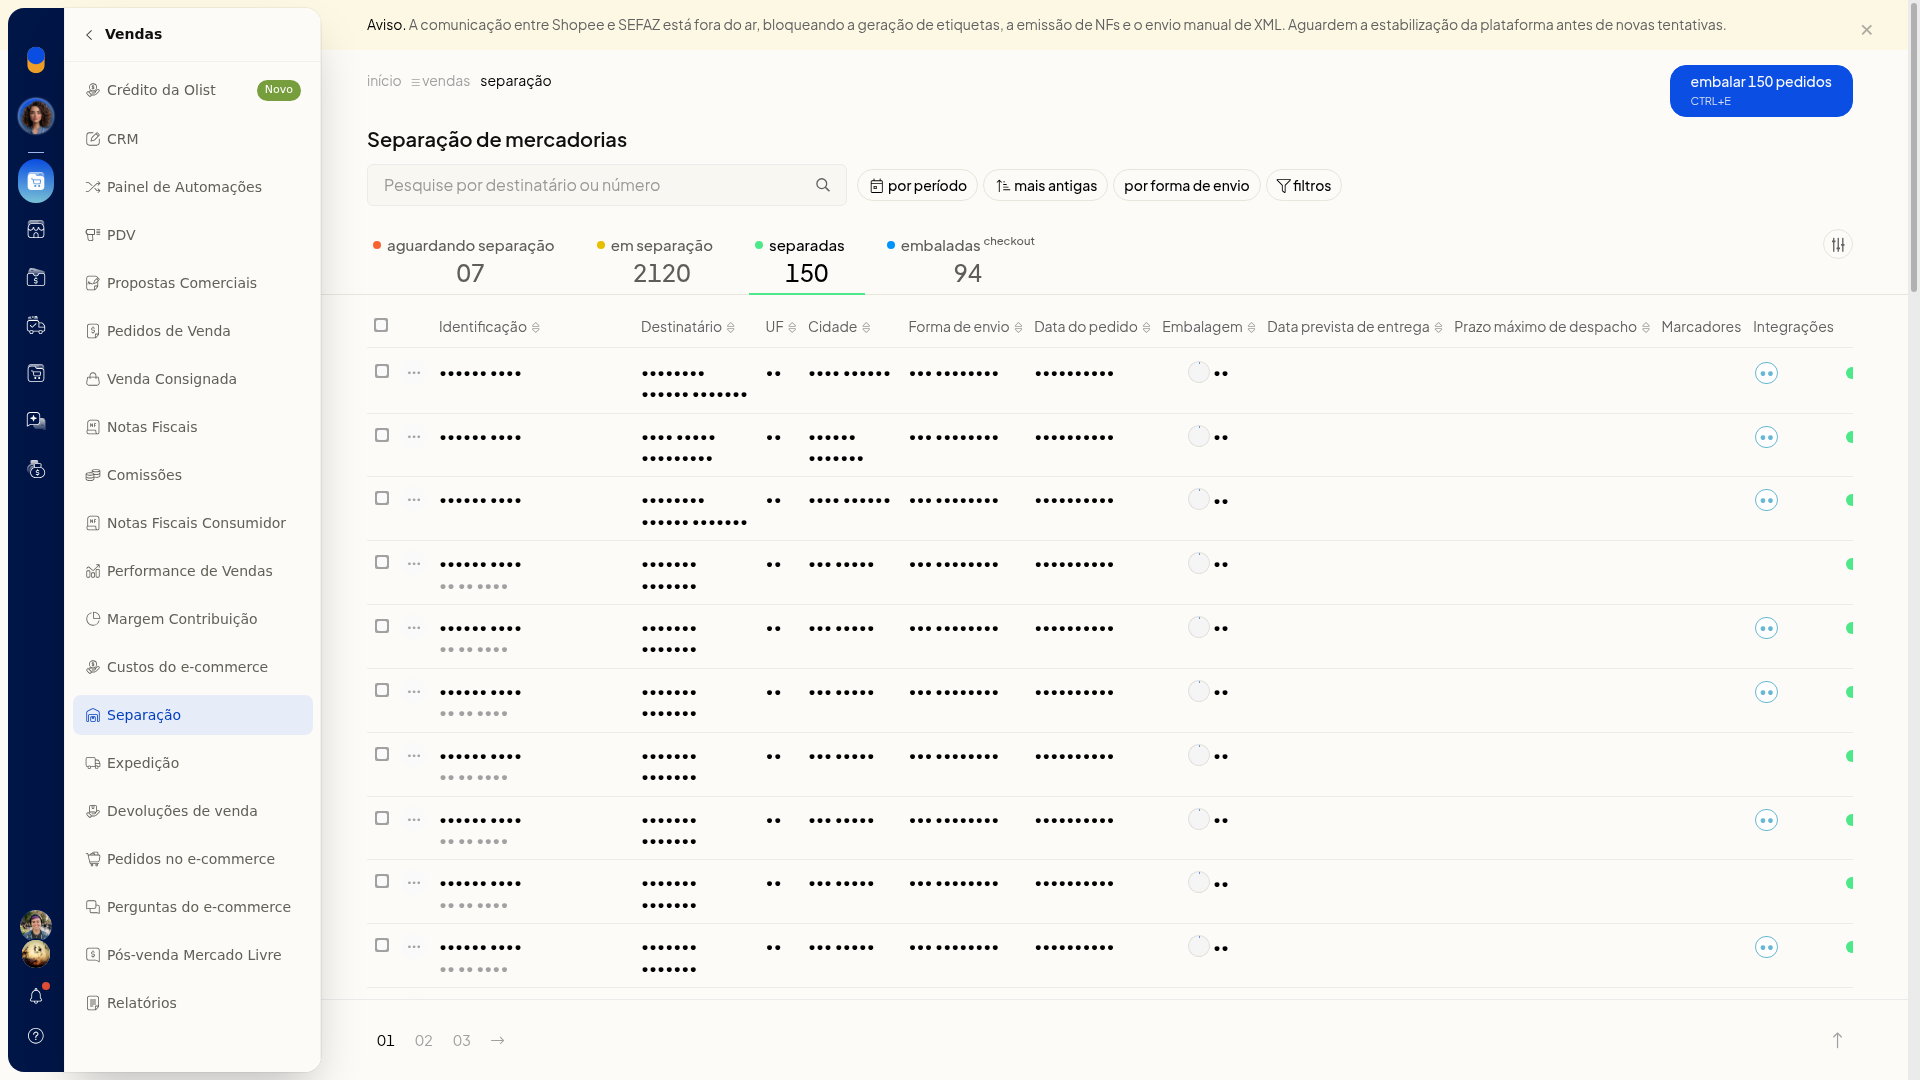 Aviso. A comunicação entre Shopee e SEFAZ está fora do ar, bloqueando a geração de etiquetas, a emissão de NFs e o envio manual de XML. Aguardem a estabilização da plataforma antes de novas tentativas.
Vendas
Crédito da Olist Novo
CRM
Painel de Automações
PDV
Propostas Comerciais
Pedidos de Venda
Venda Consignada
Notas Fiscais
Comissões
Notas Fiscais Consumidor
Performance de Vendas
Margem Contribuição
Custos do e-commerce
Separação
Expedição
Devoluções de venda
Pedidos no e-commerce
Perguntas do e-commerce
Pós-venda Mercado Livre
Relatórios
início vendas separação
embalar 150 pedidos
CTRL+E
Separação de mercadorias
Pesquise por destinatário ou número
por período mais antigas por forma de envio filtros
aguardando separação em separação separadas embaladas checkout
07 2120 150 94
Identificação Destinatário UF Cidade Forma de envio Data do pedido Embalagem Data prevista de entrega Prazo máximo de despacho Marcadores Integrações
01 02 03 →